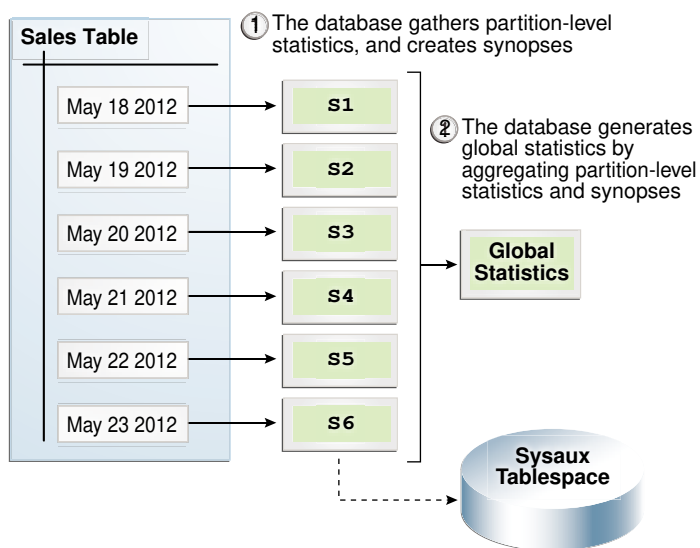 1 The database gathers partition-level
statistics, and creates synopses
Sales Table
May 18 2012
S1
May 19 2012
S2
May 20 2012
S3
May 21 2012
S4
May 22 2012
S5
May 23 2012
S6
2 The database generates
global statistics by
aggregating partition-level
statistics and synopses
Global
Statistics
Sysaux
Tablespace